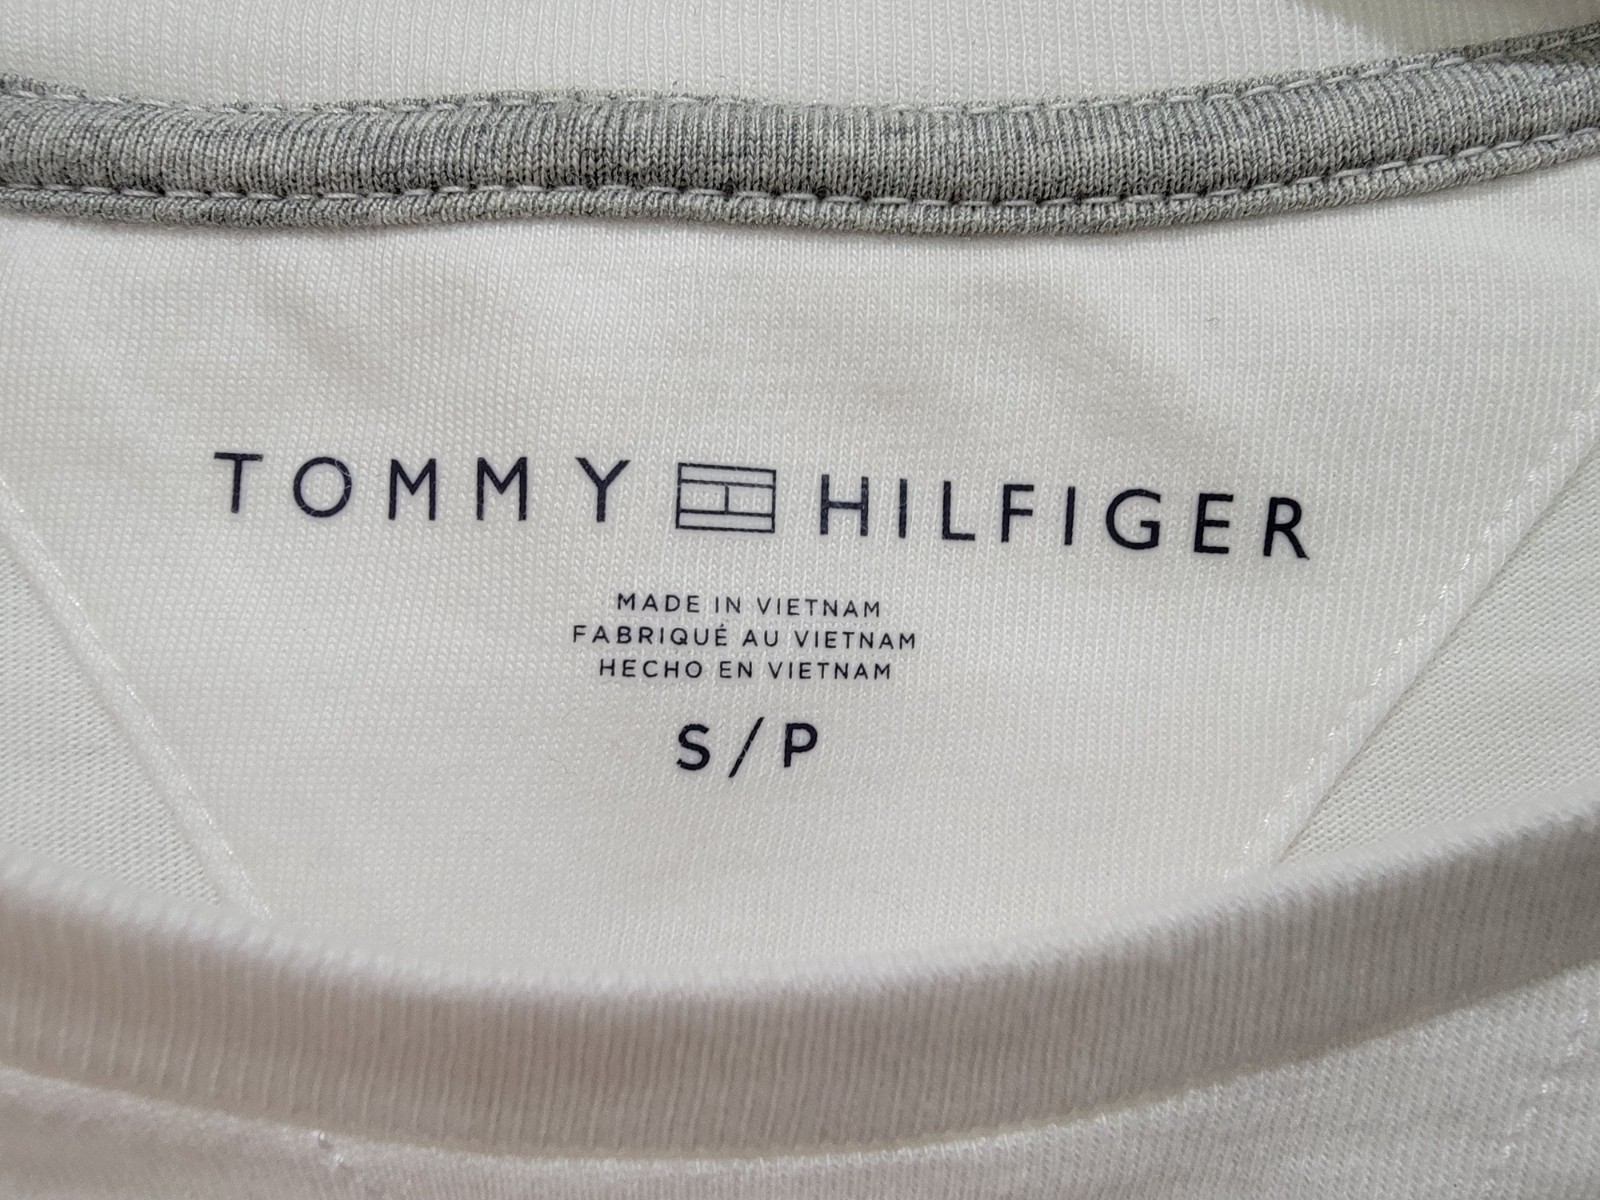 TOMMY HILFIGER
MADE IN VIETNAM
FABRIQUÉ AU VIETNAM
HECHO EN VIETNAM
S/P